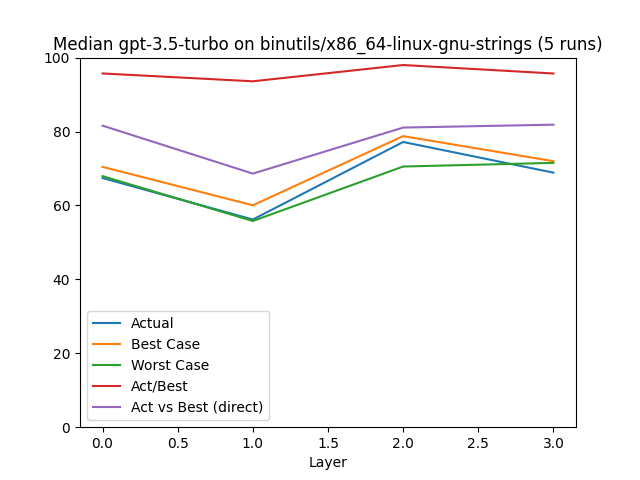 Median gpt-3.5-turbo on binutils/x86_64-linux-gnu-strings (5 runs)
100
80
60
40
20
0
Actual
Best Case
Worst Case
Act/Best
Act vs Best (direct)
0.0 0.5 1.0 1.5 2.0 2.5 3.0
Layer